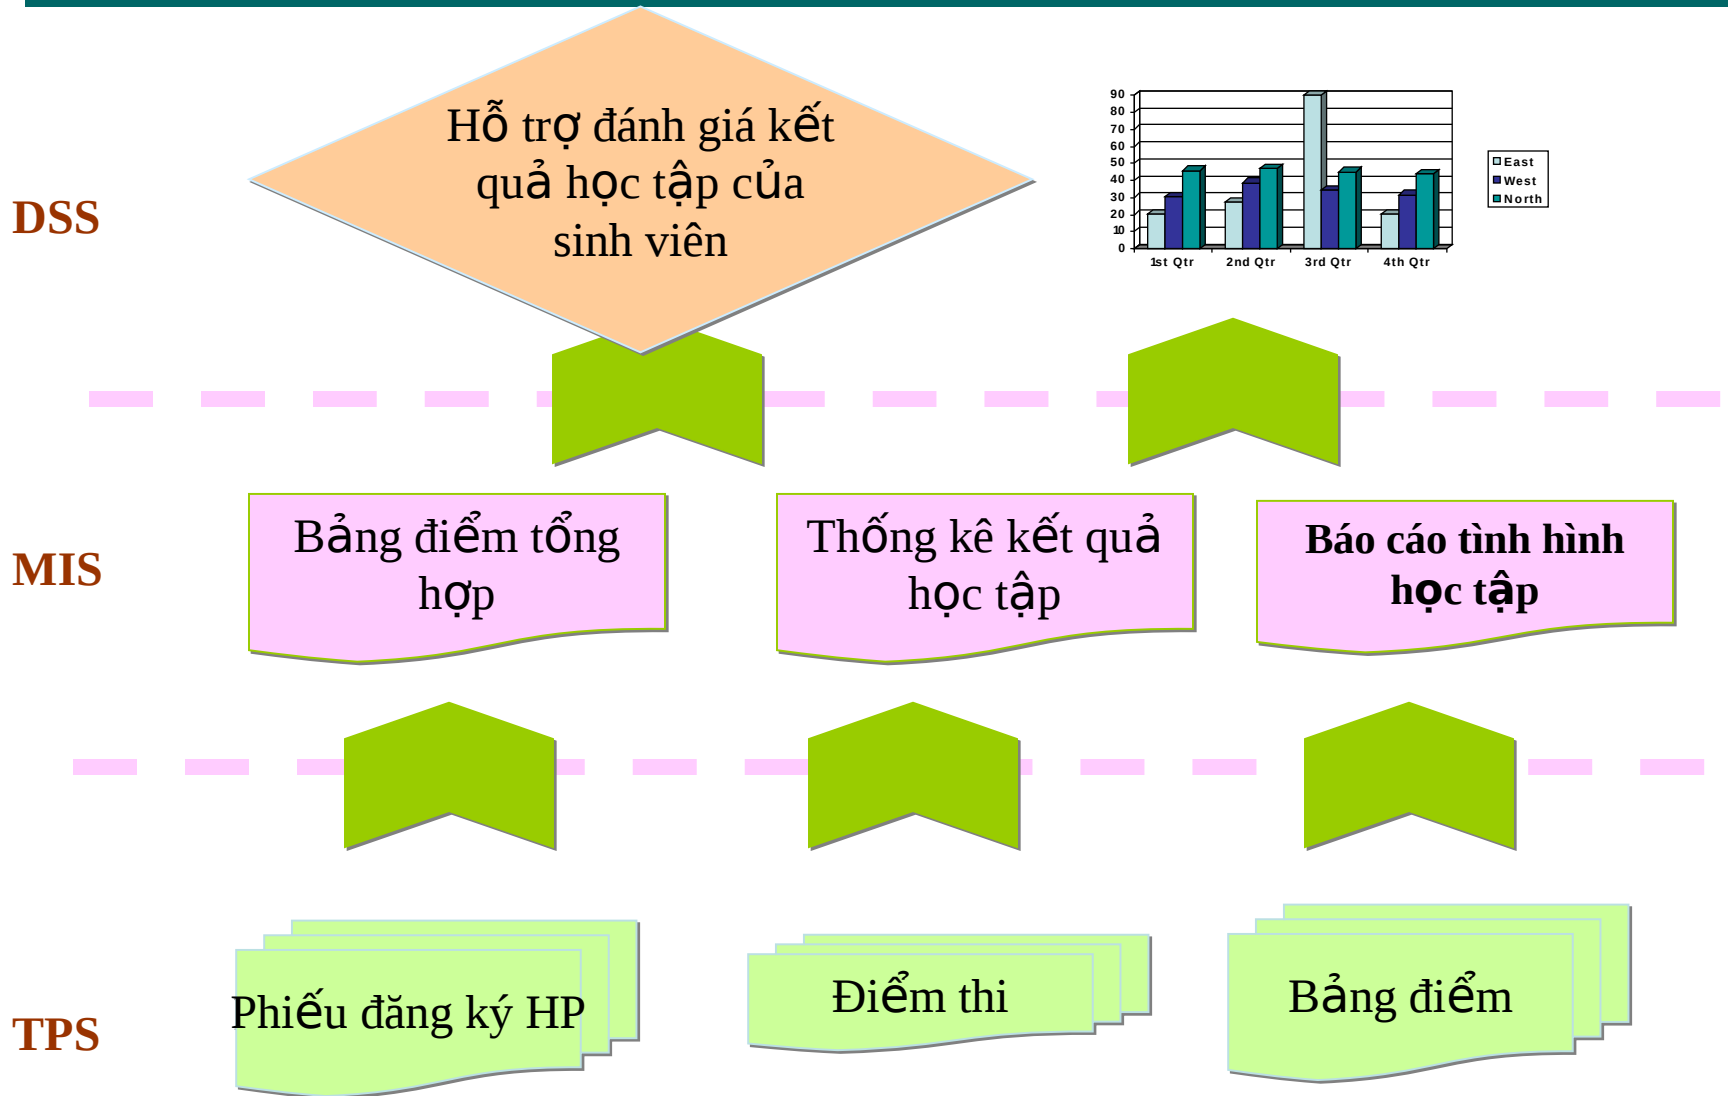 Hỗ trợ đánh giá kết
quả học tập của
sinh viên
DSS
90
80
70
60
50
40
30
20
10
0
1st Qtr 2nd Qtr 3rd Qtr 4th Qtr
East
West
North
MIS
Bảng điểm tổng
hợp
Thống kê kết quả
học tập
Báo cáo tình hình
học tập
TPS
Phiếu đăng ký HP
Điểm thi
Bảng điểm